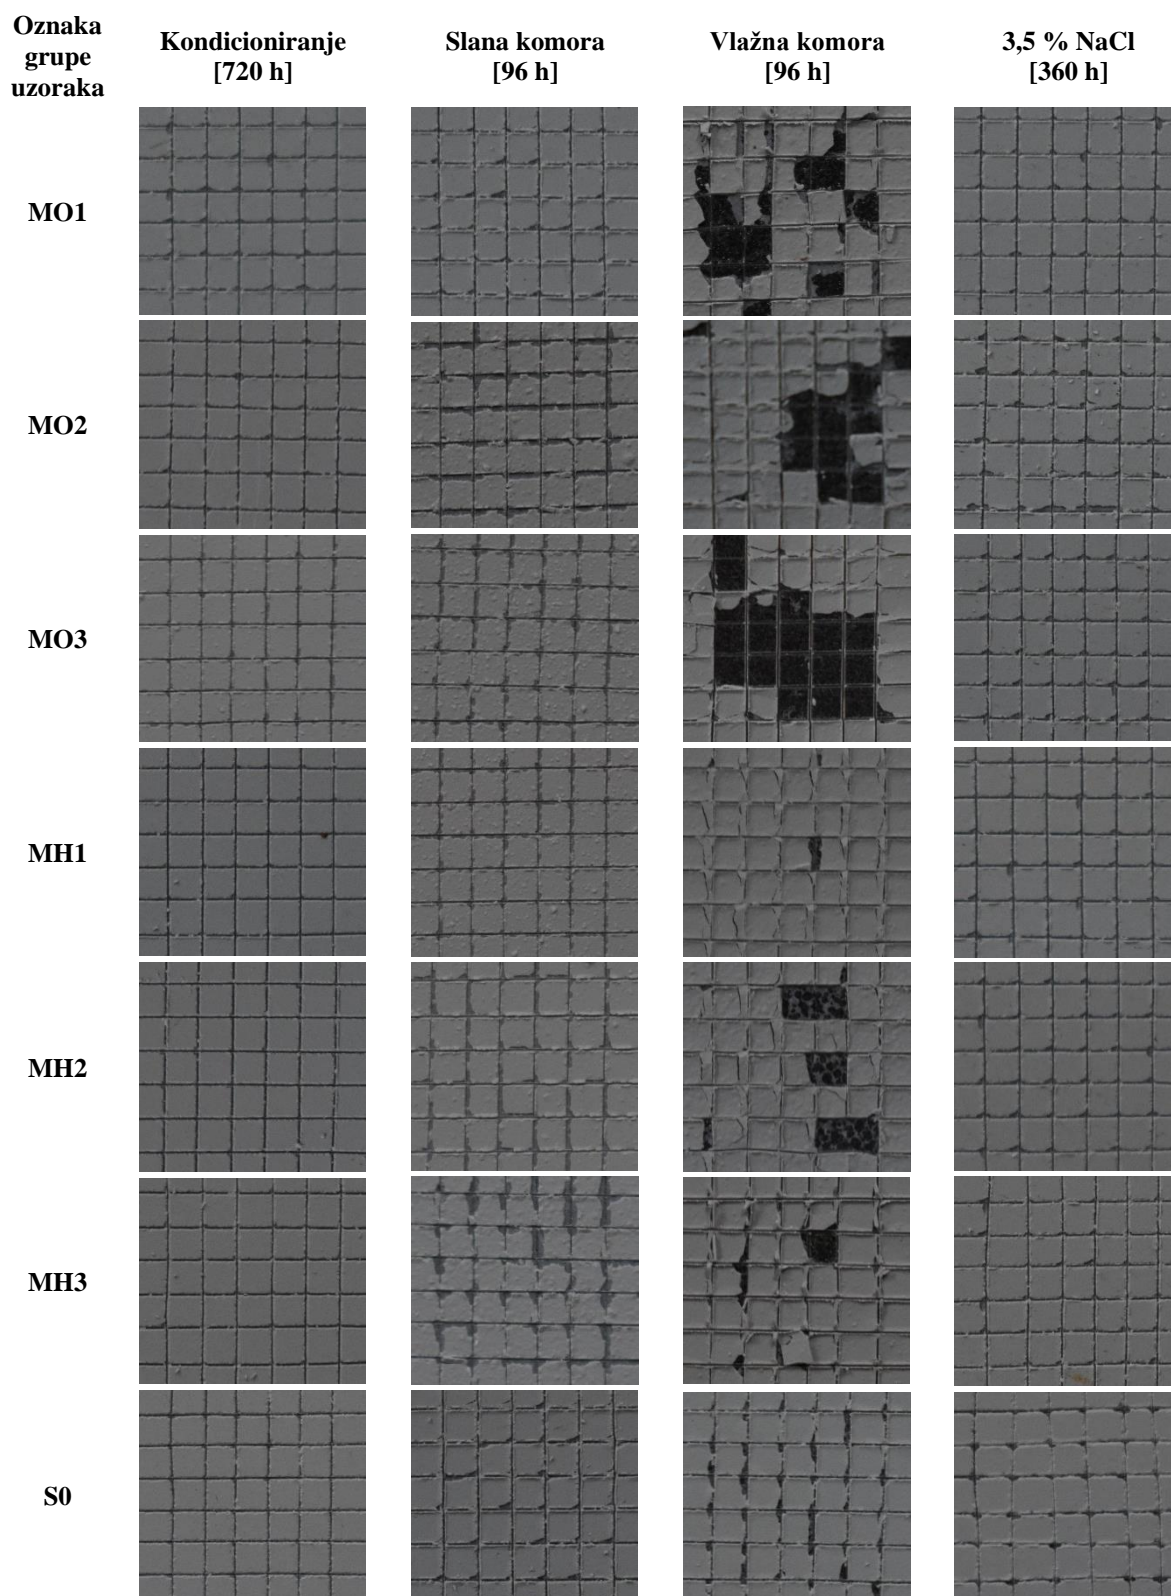 Oznaka
grupe
uzoraka
Kondicioniranje
[720 h]
Slana komora
[96 h]
Vlažna komora
[96 h]
3,5 % NaCl
[360 h]
MO1
MO2
MO3
MH1
MH2
MH3
S0